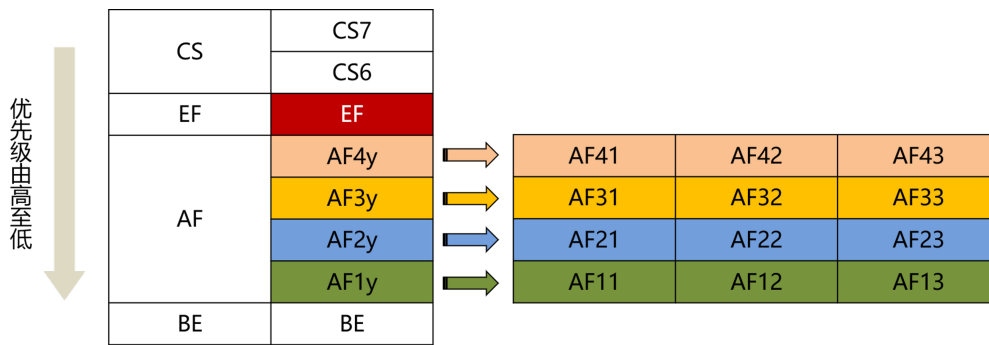 优先级由高至低
CS
CS7
CS6
EF
EF
AF
AF4y
AF41
AF42
AF43
AF3y
AF31
AF32
AF33
AF2y
AF21
AF22
AF23
AF1y
AF11
AF12
AF13
BE
BE